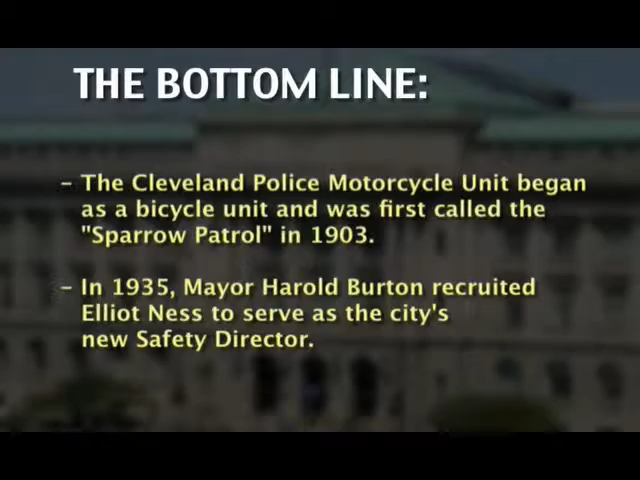 THE BOTTOM LINE:
- The Cleveland Police Motorcycle Unit began
as a bicycle unit and was first called the
"Sparrow Patrol" in 1903.
- In 1935, Mayor Harold Burton recruited
Elliot Ness to serve as the city's
new Safety Director.